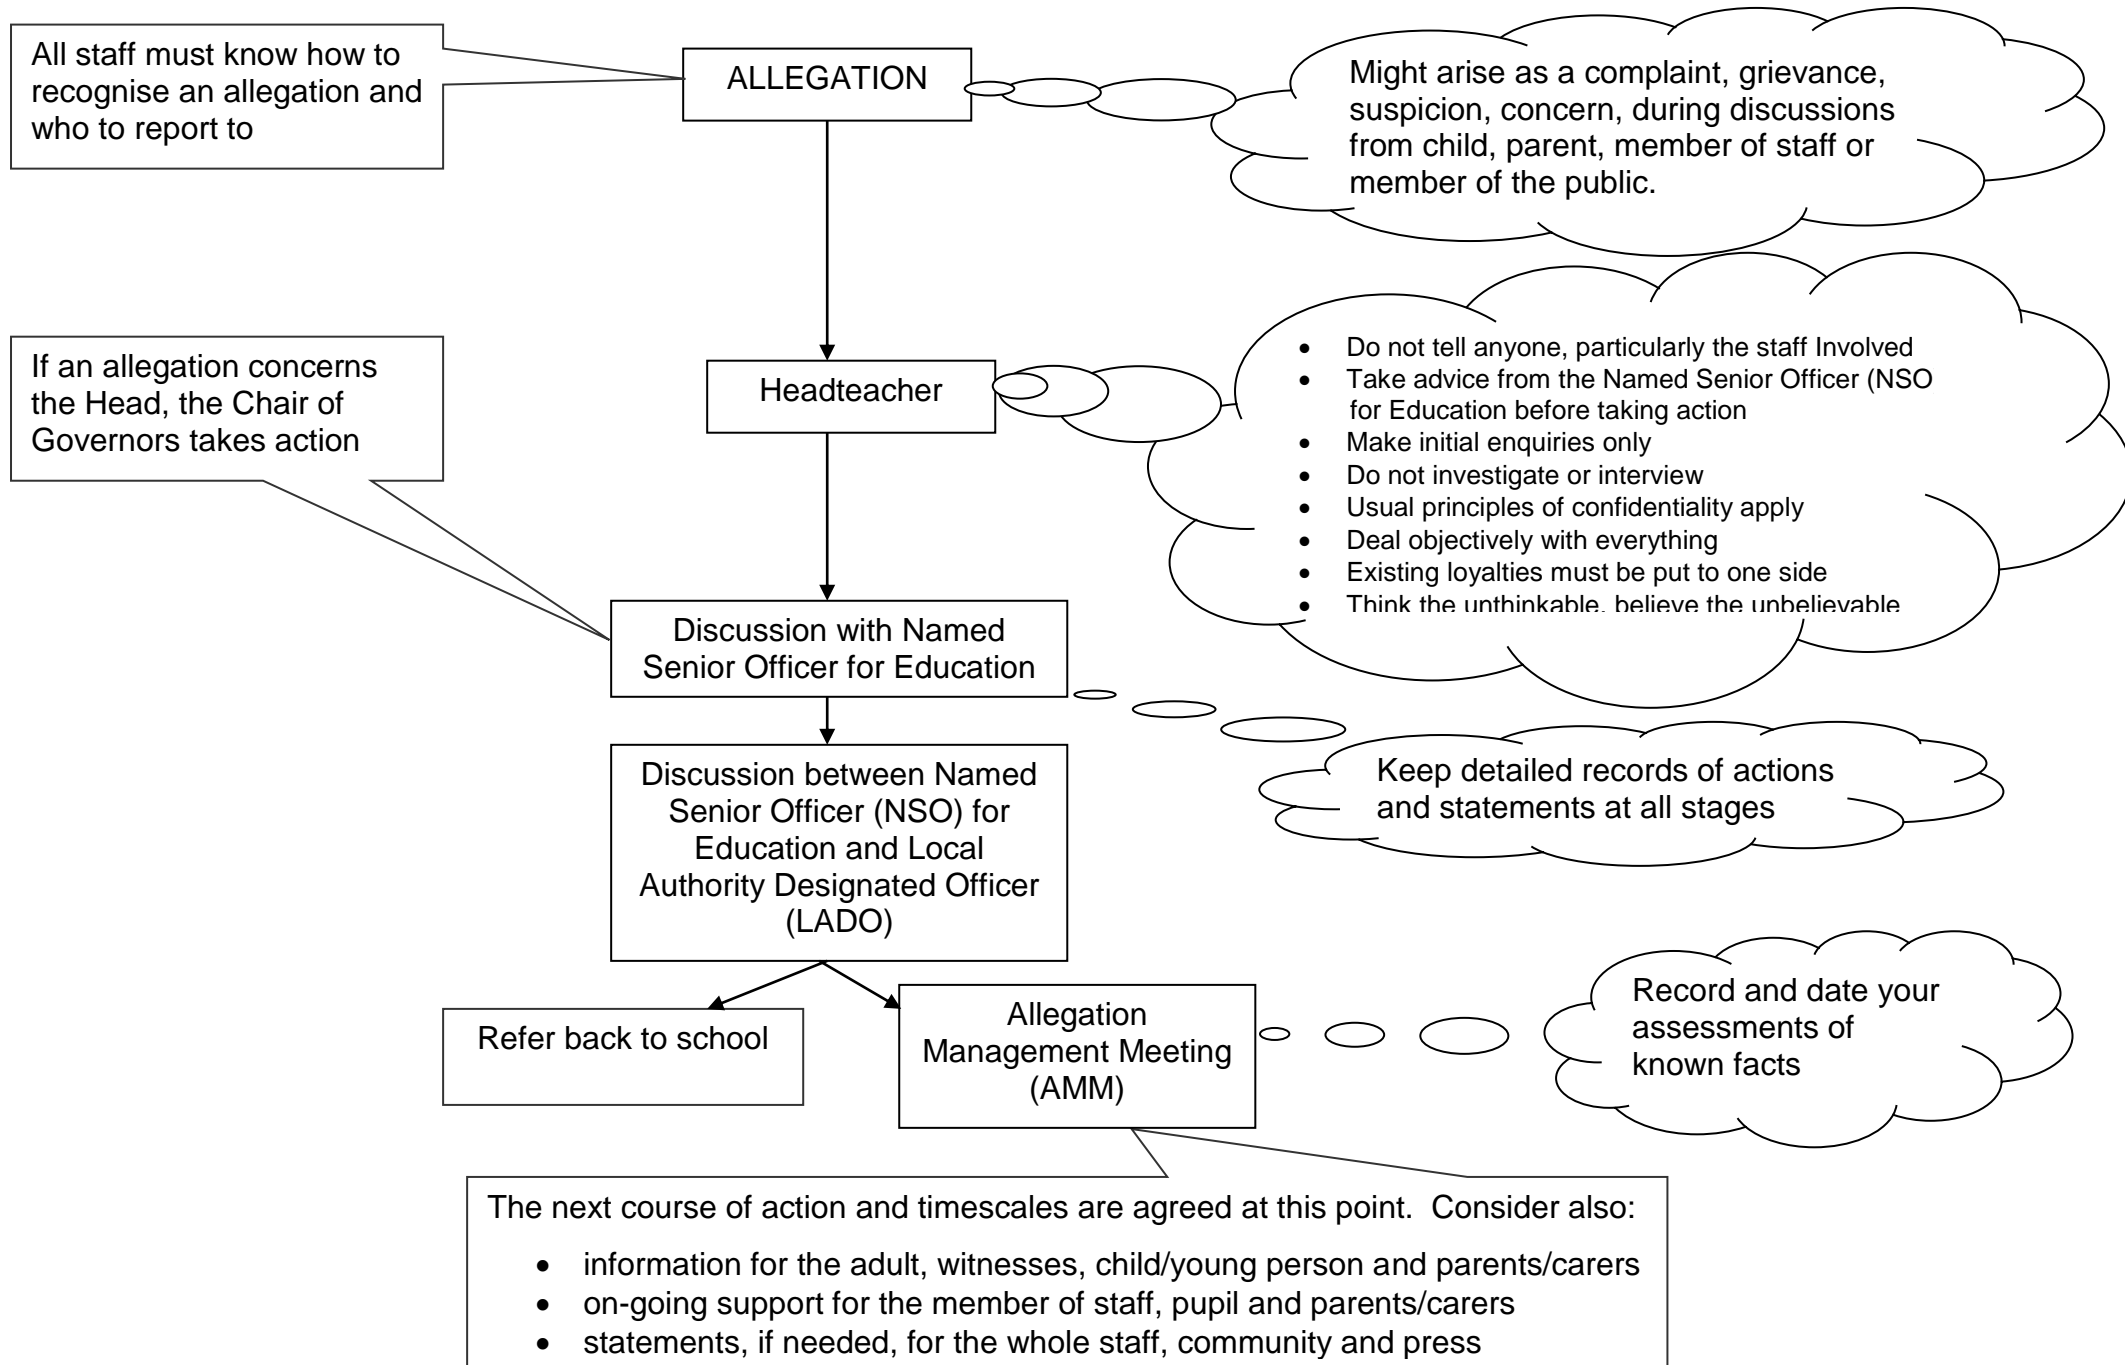 All staff must know how to
recognise an allegation and
who to report to
ALLEGATION
Might arise as a complaint, grievance,
suspicion, concern, during discussions
from child, parent, member of staff or
member of the public.
If an allegation concerns
the Head, the Chair of
Governors takes action
Headteacher
• Do not tell anyone, particularly the staff Involved
• Take advice from the Named Senior Officer (NSO
for Education before taking action
• Make initial enquiries only
• Do not investigate or interview
• Usual principles of confidentiality apply
• Deal objectively with everything
• Existing loyalties must be put to one side
• Think the unthinkable, believe the unbelievable
Discussion with Named
Senior Officer for Education
Keep detailed records of actions
and statements at all stages
Discussion between Named
Senior Officer (NSO) for
Education and Local
Authority Designated Officer
(LADO)
Refer back to school
Allegation
Management Meeting
(AMM)
Record and date your
assessments of
known facts
The next course of action and timescales are agreed at this point.  Consider also:
• information for the adult, witnesses, child/young person and parents/carers
• on-going support for the member of staff, pupil and parents/carers
• statements, if needed, for the whole staff, community and press